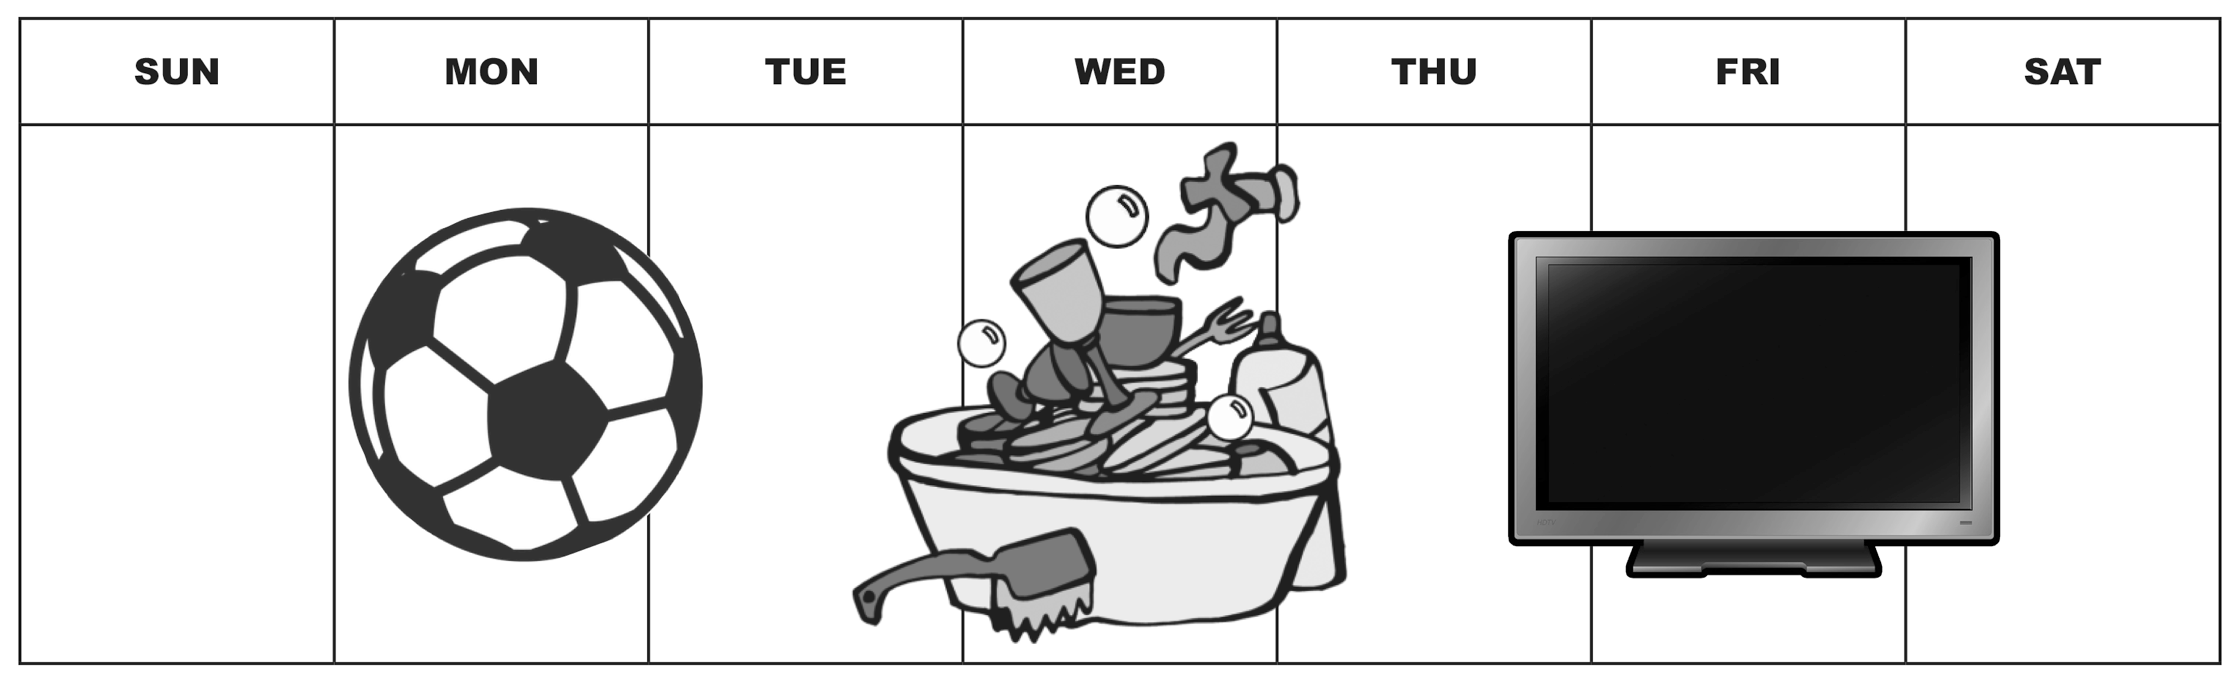 SUN MON TUE WED THU FRI SAT